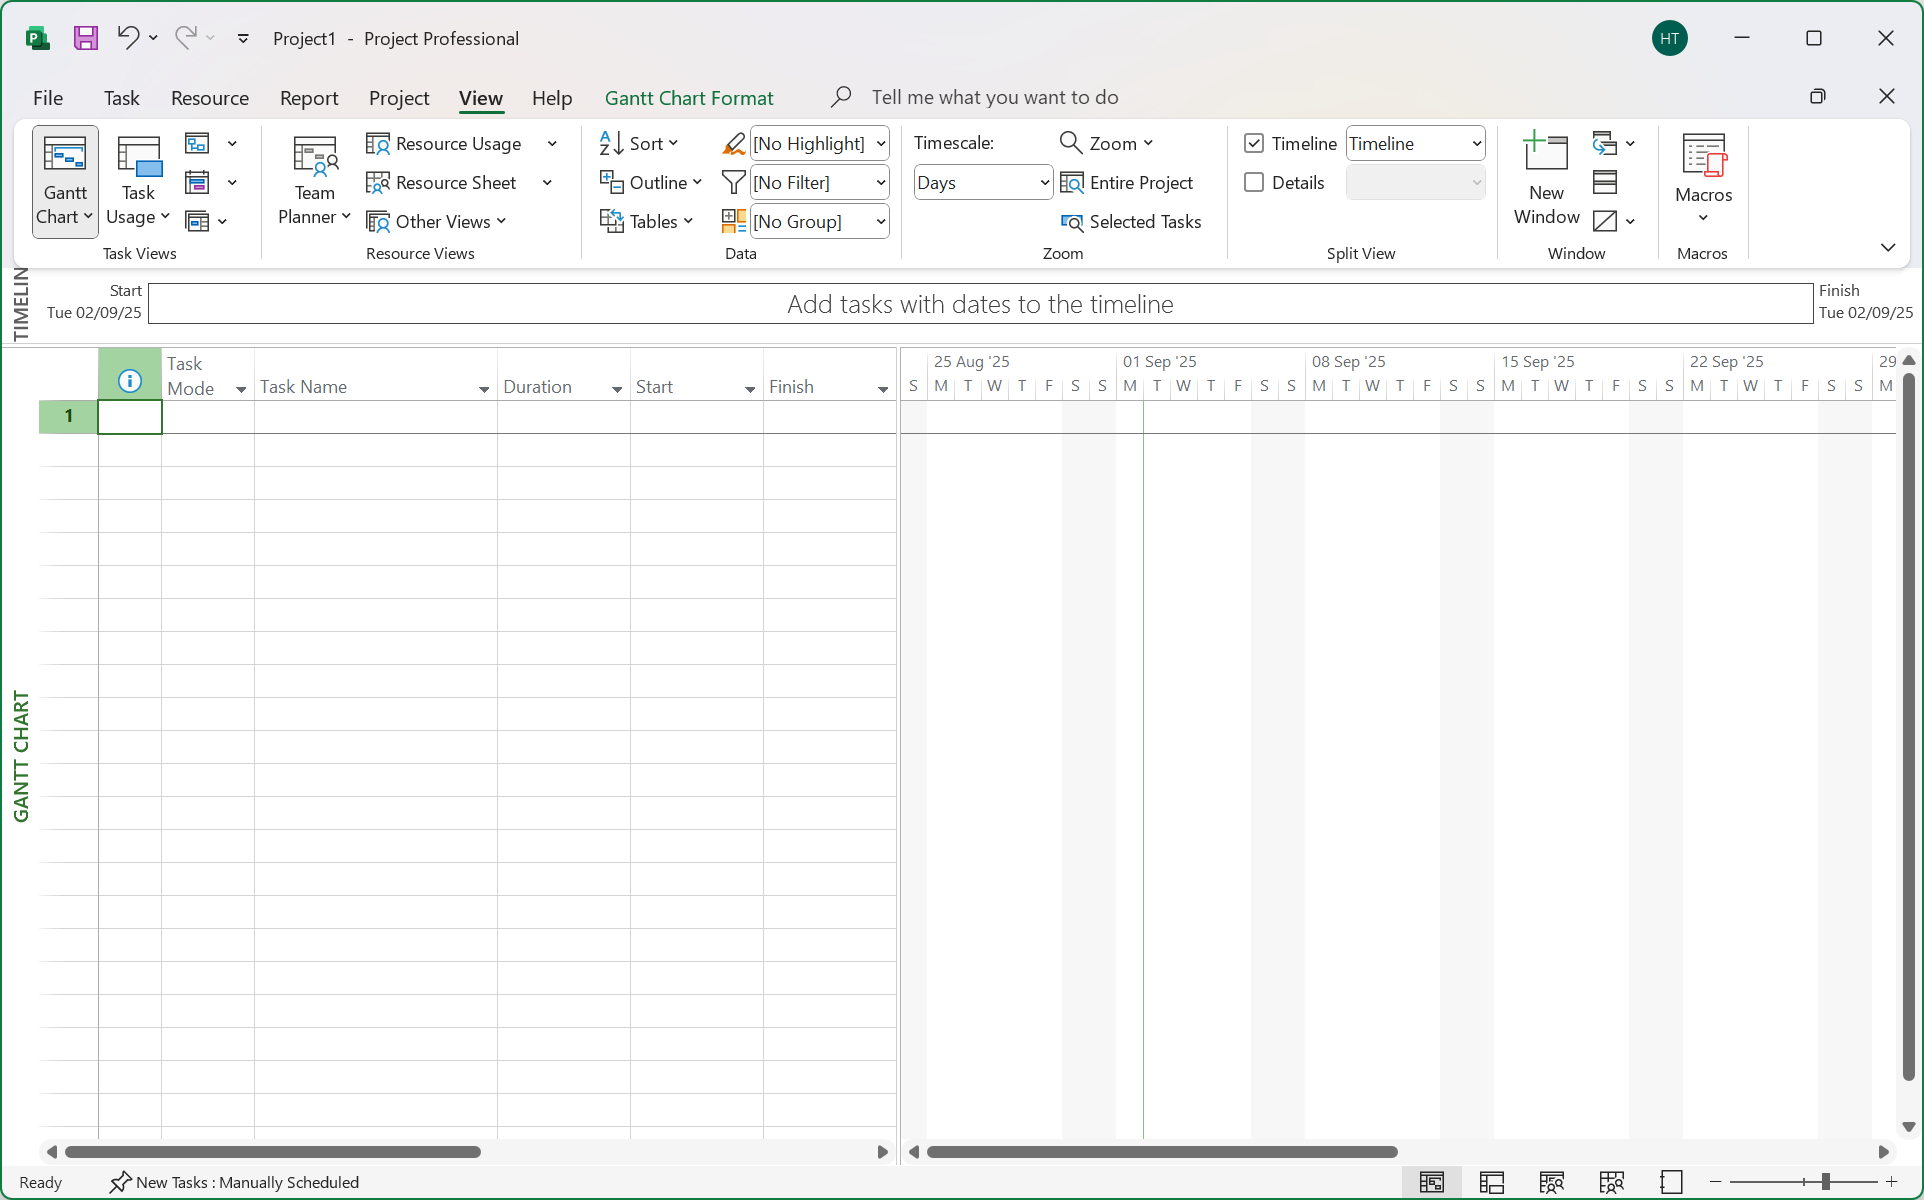 Project1 - Project Professional
HT
File Task Resource Report Project View Help Gantt Chart Format Tell me what you want to do
Gantt Chart
Task Usage
Task Views
Team Planner
Resource Usage
Resource Sheet
Other Views
Resource Views
Sort
Outline
Tables
[No Highlight]
[No Filter]
[No Group]
Data
Timescale:
Days
Zoom
Entire Project
Selected Tasks
Zoom
Timeline Timeline
Details
Split View
New Window
Window
Macros
Macros
TIMELIN
Start
Tue 02/09/25
Add tasks with dates to the timeline
Finish
Tue 02/09/25
Task Mode Task Name Duration Start Finish
25 Aug '25 01 Sep '25 08 Sep '25 15 Sep '25 22 Sep '25 29
S M T W T F S S M T W T F S S M T W T F S S M T W T F S S M T W T F S S M
1
GANTT CHART
Ready New Tasks : Manually Scheduled